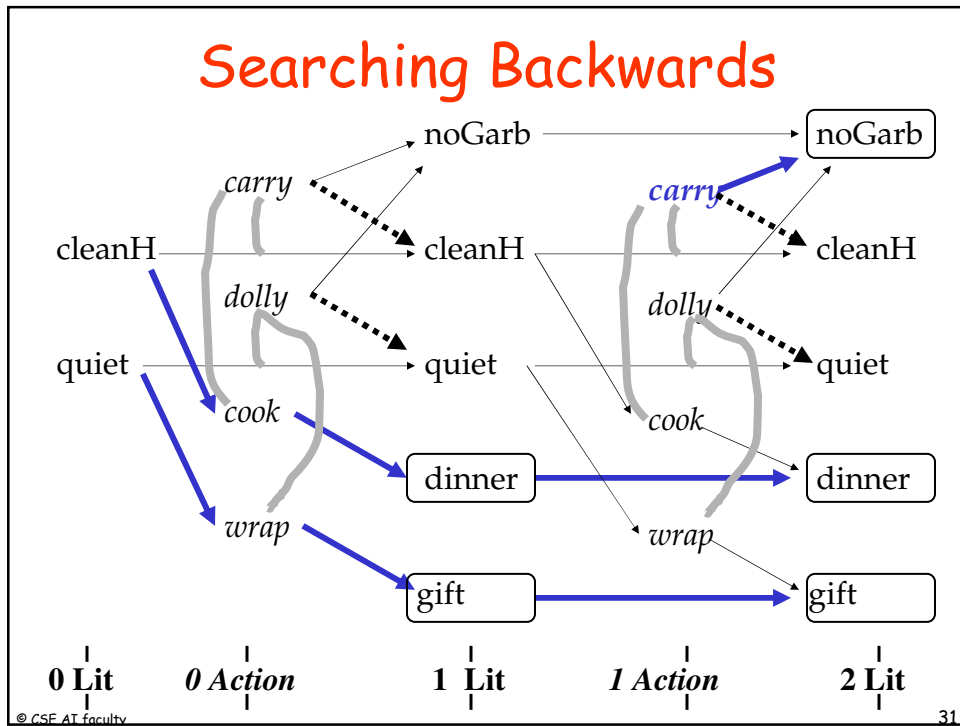 Searching Backwards
noGarb noGarb
carry carry
cleanH cleanH cleanH
dolly dolly
quiet quiet quiet
cook cook
dinner dinner
wrap wrap
gift gift
0 Lit 0 Action 1 Lit 1 Action 2 Lit
© CSE AI faculty 31